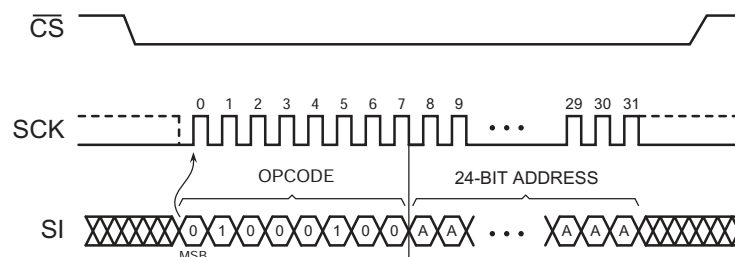 CS
0 1 2 3 4 5 6 7 8 9 29 30 31
SCK •••
OPCODE 24-BIT ADDRESS
SI 0 1 0 0 0 1 0 0 A A ••• A A A
MSB